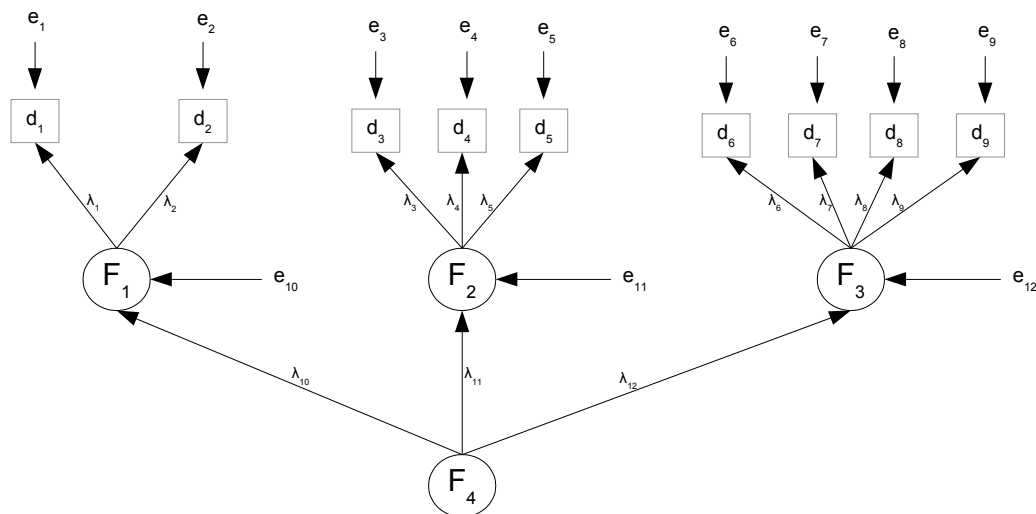 e₁ e₂ e₃ e₄ e₅ e₆ e₇ e₈ e₉
d₁ d₂ d₃ d₄ d₅ d₆ d₇ d₈ d₉
λ₁ λ₂ λ₃ λ₄ λ₅ λ₆ λ₇ λ₈ λ₉
F₁ e₁₀ F₂ e₁₁ F₃ e₁₂
λ₁₀ λ₁₁ λ₁₂
F₄